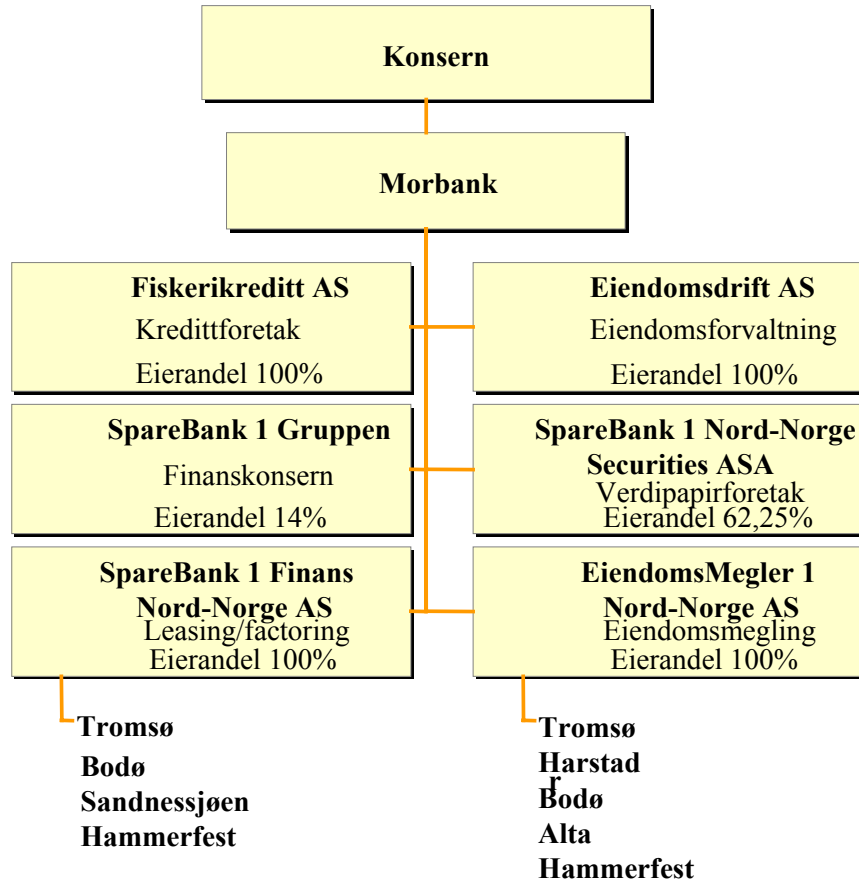 Konsern
Morbank
Fiskerikreditt AS
Kredittforetak
Eierandel 100%
Eiendomsdrift AS
Eiendomsforvaltning
Eierandel 100%
SpareBank 1 Gruppen
Finanskonsern
Eierandel 14%
SpareBank 1 Nord-Norge
Securities ASA
Verdipapirforetak
Eierandel 62,25%
SpareBank 1 Finans
Nord-Norge AS
Leasing/factoring
Eierandel 100%
EiendomsMegler 1
Nord-Norge AS
Eiendomsmegling
Eierandel 100%
Tromsø
Bodø
Sandnessjøen
Hammerfest
Tromsø
Harstad
r
Bodø
Alta
Hammerfest